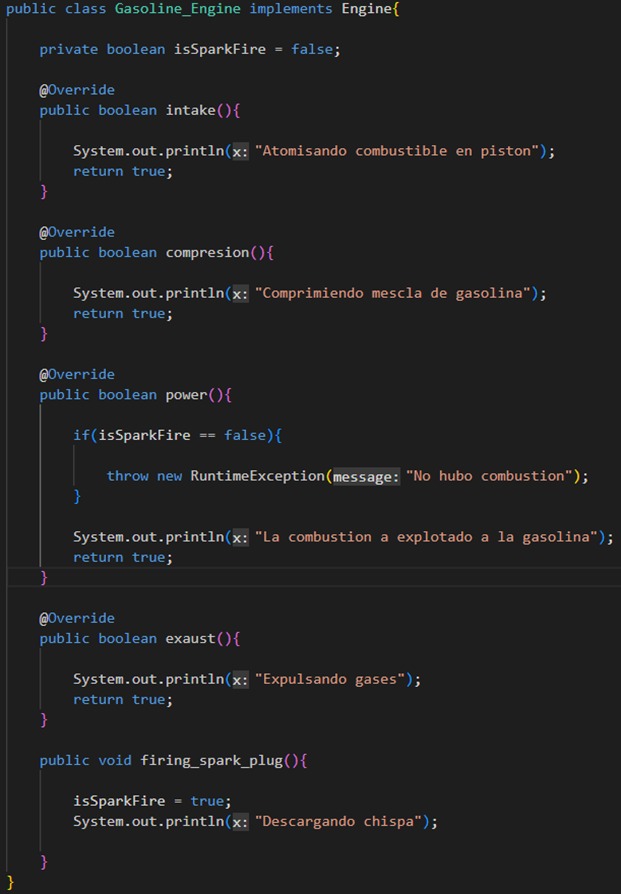 public class Gasoline_Engine implements Engine{
private boolean isSparkFire = false;
@Override
public boolean intake(){
System.out.println(x: "Atomisando combustible en piston");
return true;
}
@Override
public boolean compresion(){
System.out.println(x: "Comprimiendo mescla de gasolina");
return true;
}
@Override
public boolean power(){
if(isSparkFire == false){
throw new RuntimeException(message: "No hubo combustion");
}
System.out.println(x: "La combustion a explotado a la gasolina");
return true;
}
@Override
public boolean exaust(){
System.out.println(x: "Expulsando gases");
return true;
}
public void firing_spark_plug(){
isSparkFire = true;
System.out.println(x: "Descargando chispa");
}
}